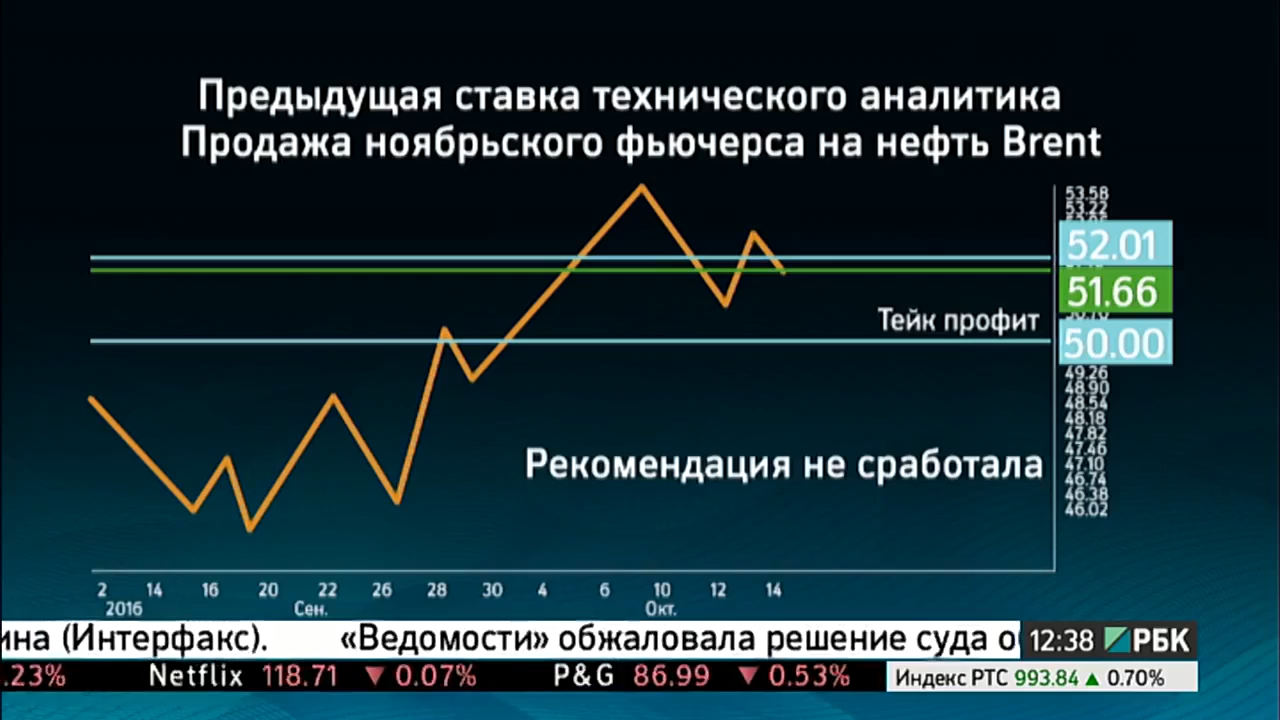 Предыдущая ставка технического аналитика
Продажа ноябрьского фьючерса на нефть Brent
53.58
53.22
52.01
51.66
Тейк профит
50.00
49.26
48.90
48.54
48.18
47.82
47.46
47.10
46.74
46.38
46.02
Рекомендация не сработала
2 14 16 20 22 26 28 30 4 6 10 12 14
2016 Сен. Окт.
ина (Интерфакс). «Ведомости» обжаловала решение суда о
12:38 РБК
.23% Netflix 118.71 ▼ 0.07% P&G 86.99 ▼ 0.53%
Индекс РТС 993.84 ▲ 0.70%